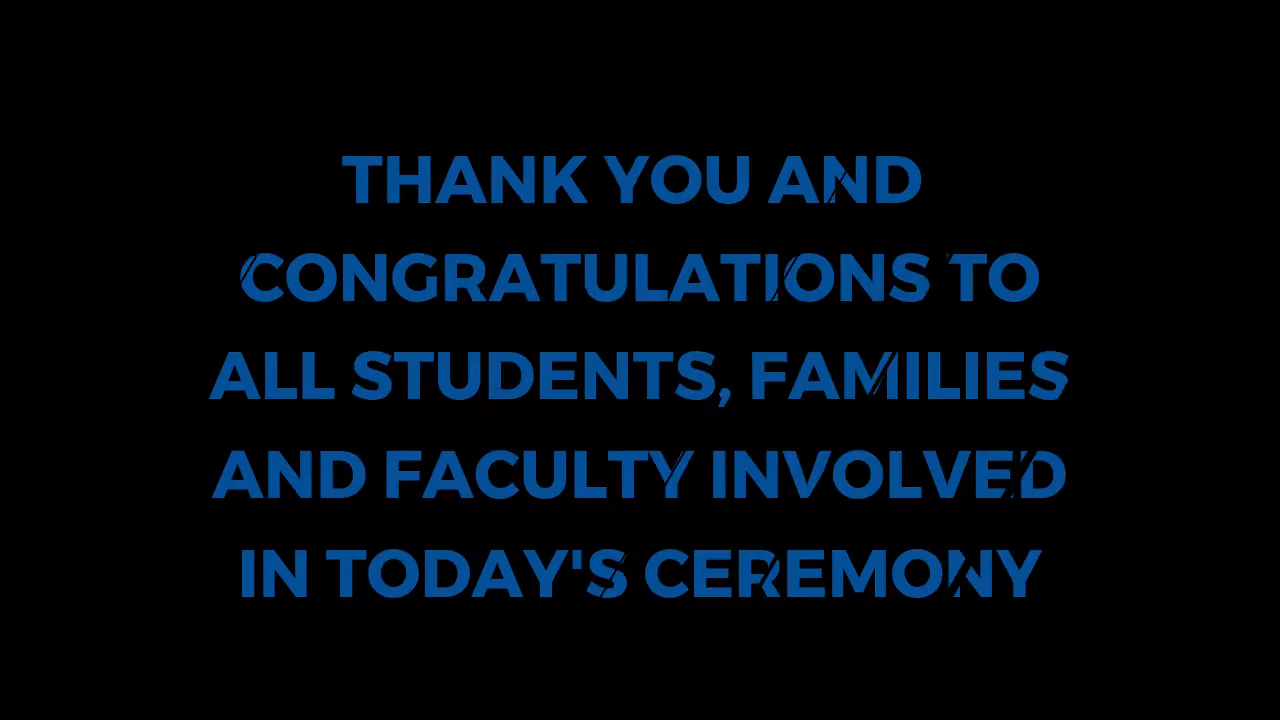 THANK YOU AND
CONGRATULATIONS TO
ALL STUDENTS, FAMILIES
AND FACULTY INVOLVED
IN TODAY'S CEREMONY